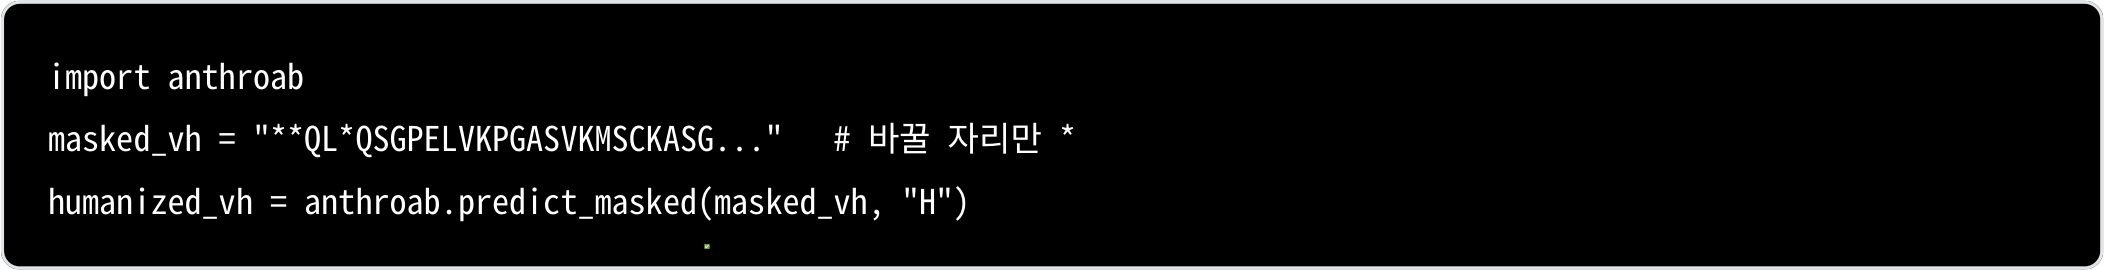 import anthroab
masked_vh = "**QL*QSGPELVKPGASVKMSCKASG..."   # 바꿀 자리만 *
humanized_vh = anthroab.predict_masked(masked_vh, "H")